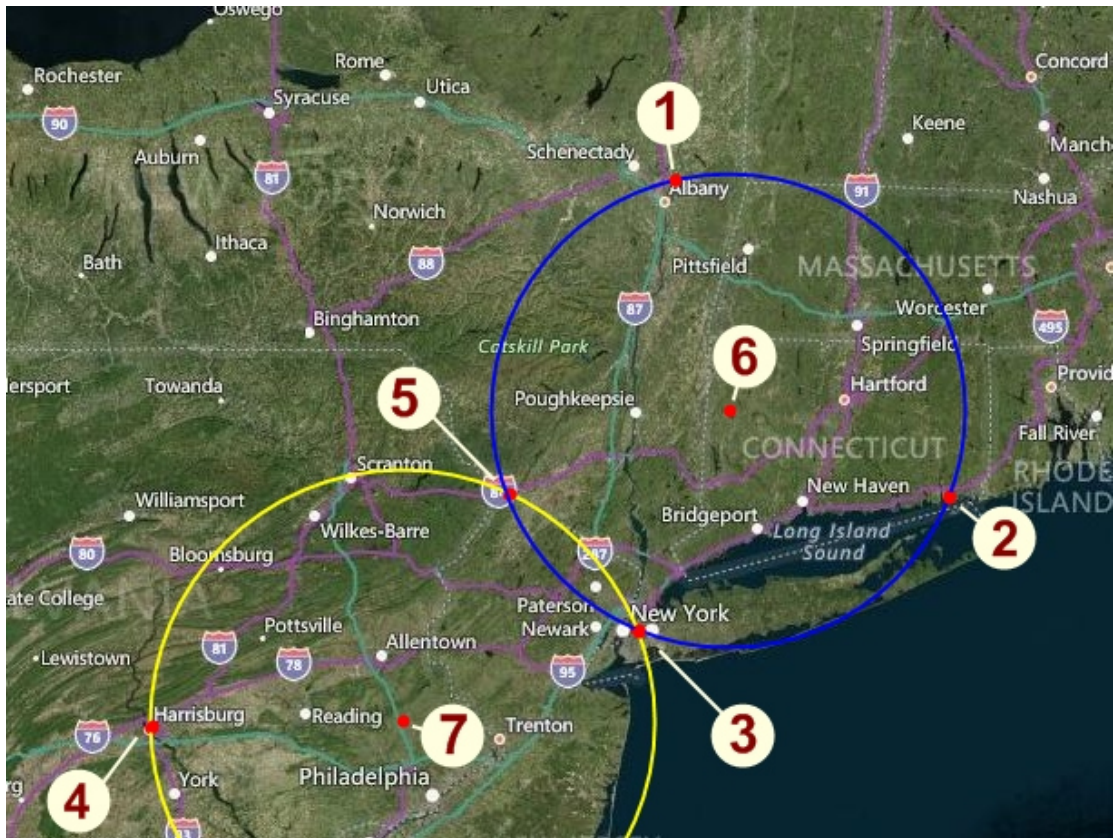 Oswego
Rochester
Rome
Syracuse
Utica
Concord
90
1
Keene
Manch
Auburn
Schenectady
81
Albany
91
Nashua
Norwich
Ithaca
Bath
88
Pittsfield
MASSACHUSETTS
87
Worcester
Binghamton
495
Catskill Park
6
Springfield
lersport
Towanda
5
Hartford
Provid
Poughkeepsie
Fall River
CONNECTICUT
Scranton
RHODE
ISLAND
Williamsport
New Haven
Wilkes-Barre
Bridgeport
Long Island
Sound
2
80
Bloomsburg
287
ate College
Paterson
New York
Pottsville
Newark
Allentown
Lewistown
81
78
95
3
Harrisburg
Reading
7
Trenton
76
4
York
Philadelphia
rg